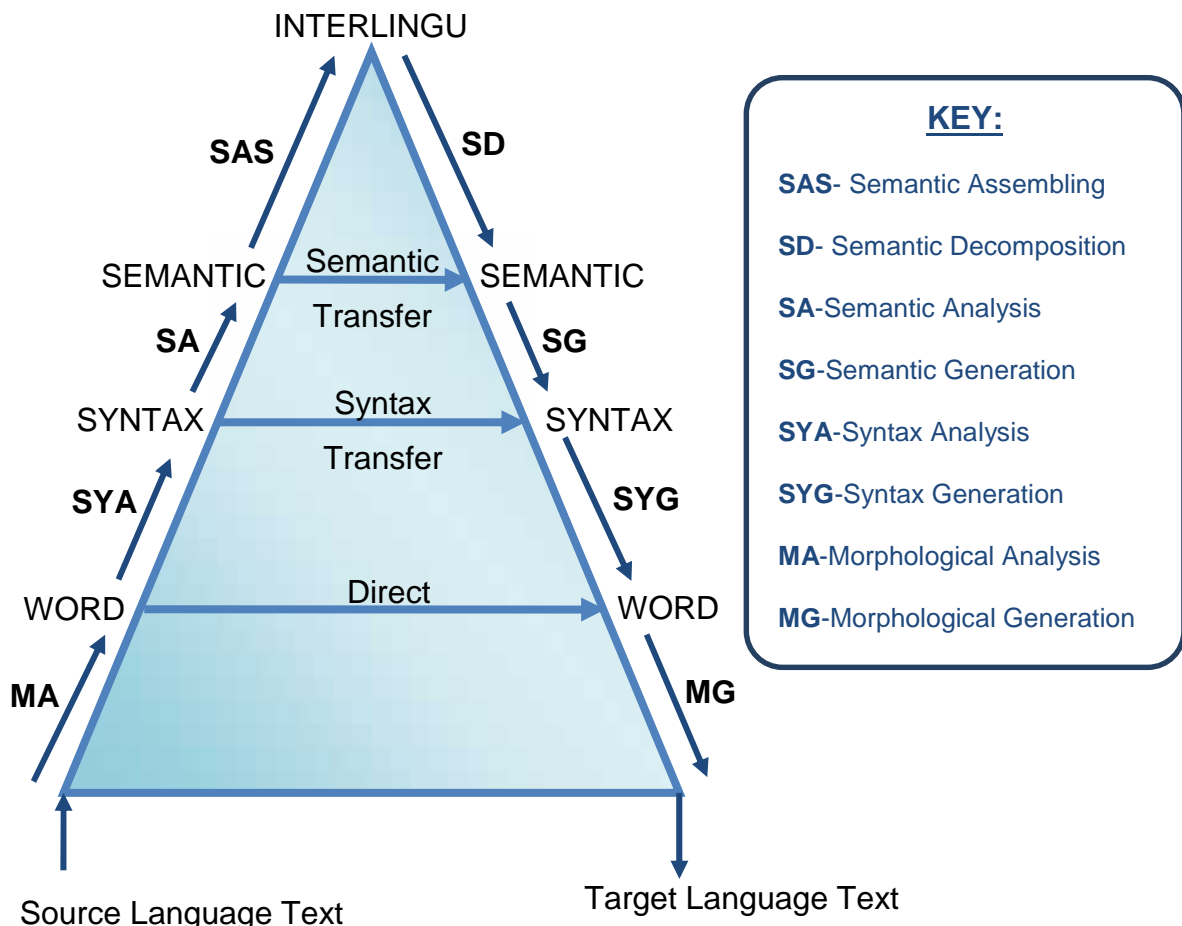 INTERLINGU
SAS
SD
SEMANTIC
Semantic
Transfer
SEMANTIC
SA
SG
SYNTAX
Syntax
Transfer
SYNTAX
SYA
SYG
WORD
Direct
WORD
MA
MG
Source Language Text
Target Language Text
KEY:
SAS- Semantic Assembling
SD- Semantic Decomposition
SA-Semantic Analysis
SG-Semantic Generation
SYA-Syntax Analysis
SYG-Syntax Generation
MA-Morphological Analysis
MG-Morphological Generation